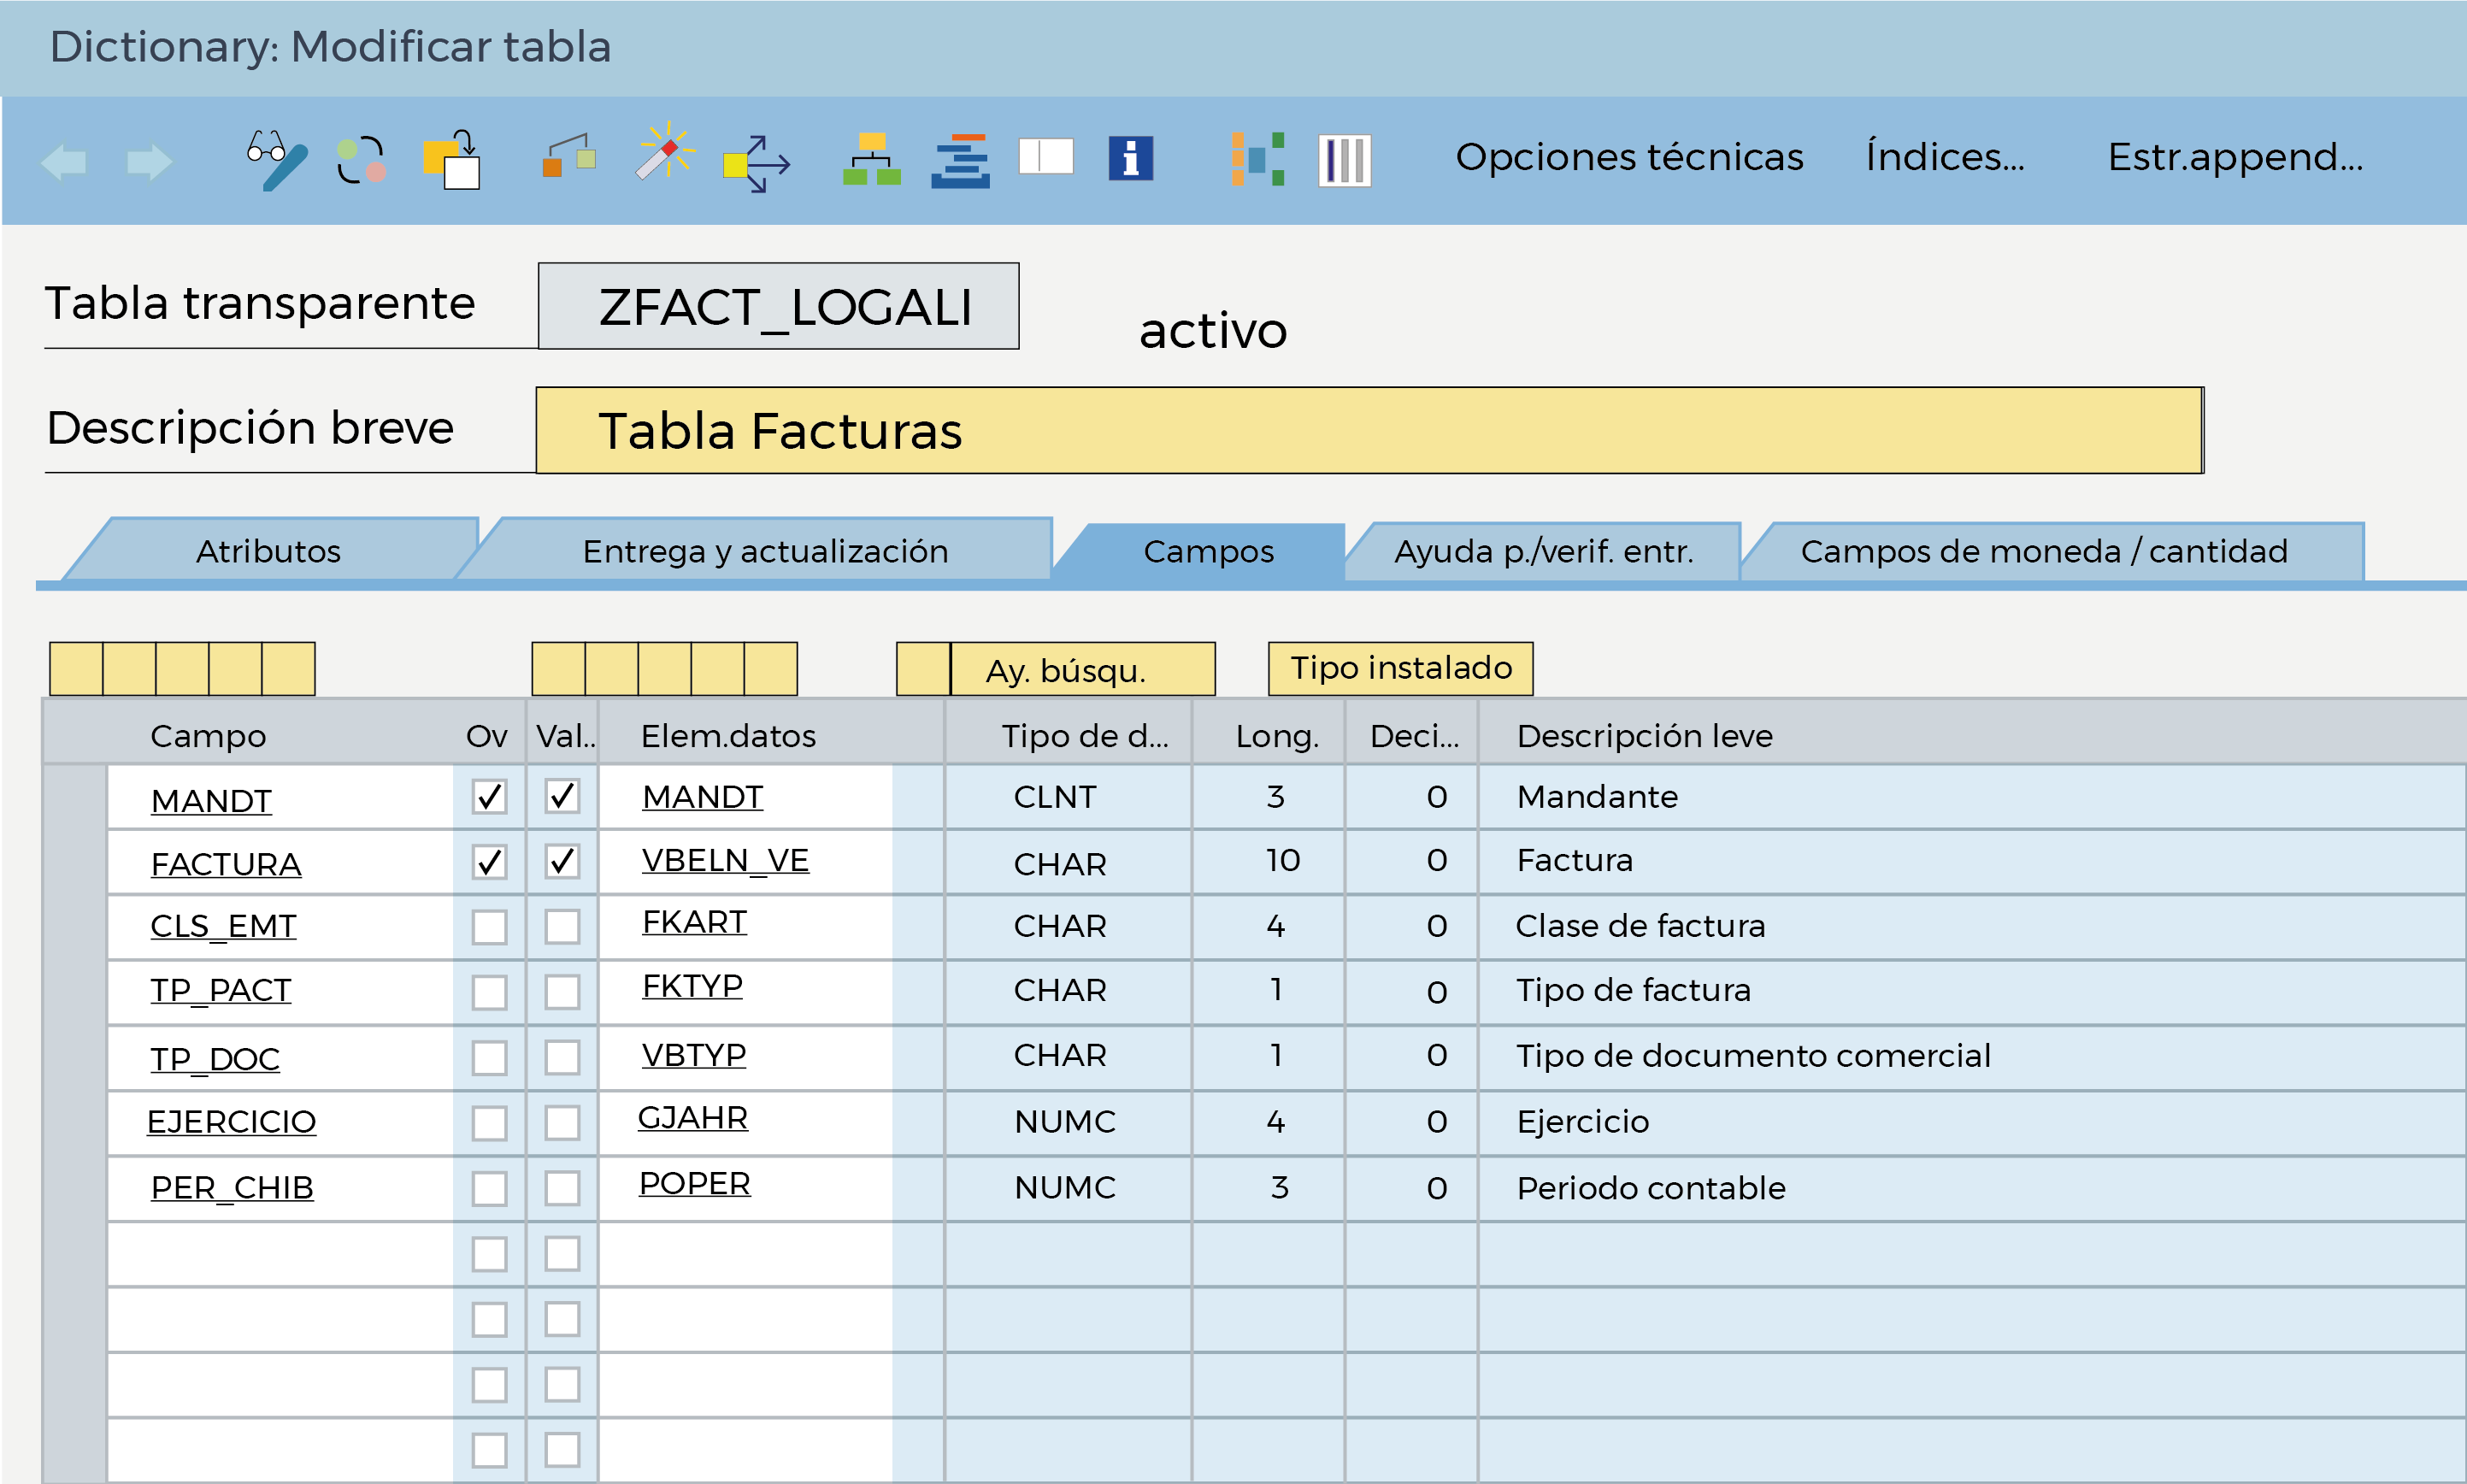 Dictionary: Modificar tabla
Opciones técnicas Índices... Estr.append...
Tabla transparente ZFACT_LOGALI activo
Descripción breve Tabla Facturas
Atributos Entrega y actualización Campos Ayuda p./verif. entr. Campos de moneda / cantidad
Ay. búsqu. Tipo instalado
Campo Ov Val.. Elem.datos Tipo de d... Long. Deci... Descripción leve
MANDT MANDT CLNT 3 0 Mandante
FACTURA VBELN_VE CHAR 10 0 Factura
CLS_EMT FKART CHAR 4 0 Clase de factura
TP_PACT FKTYP CHAR 1 0 Tipo de factura
TP_DOC VBTYP CHAR 1 0 Tipo de documento comercial
EJERCICIO GJAHR NUMC 4 0 Ejercicio
PER_CHIB POPER NUMC 3 0 Periodo contable